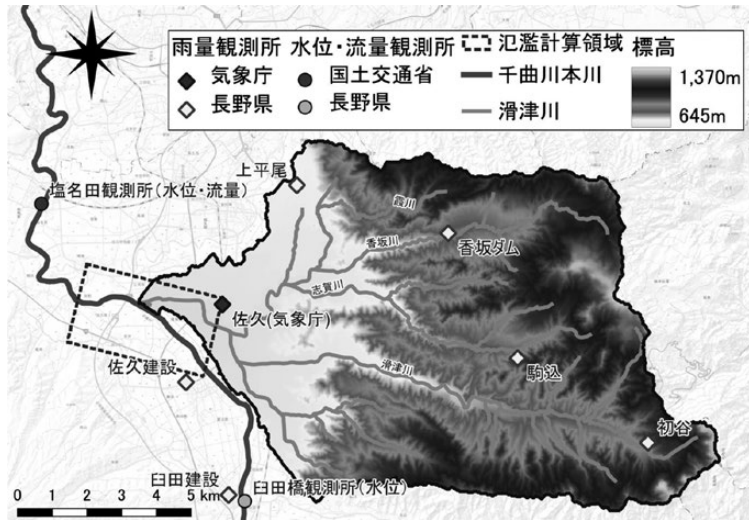 雨量観測所 水位・流量観測所 氾濫計算領域 標高
気象庁 国土交通省 千曲川本川 1,370m
長野県 長野県 滑津川 645m
上平尾
塩名田観測所(水位・流量)
霞川
香坂川
香坂ダム
志賀川
佐久(気象庁)
滑津川
駒込
佐久建設
初谷
臼田建設
臼田橋観測所(水位)
0 1 2 3 4 5 km